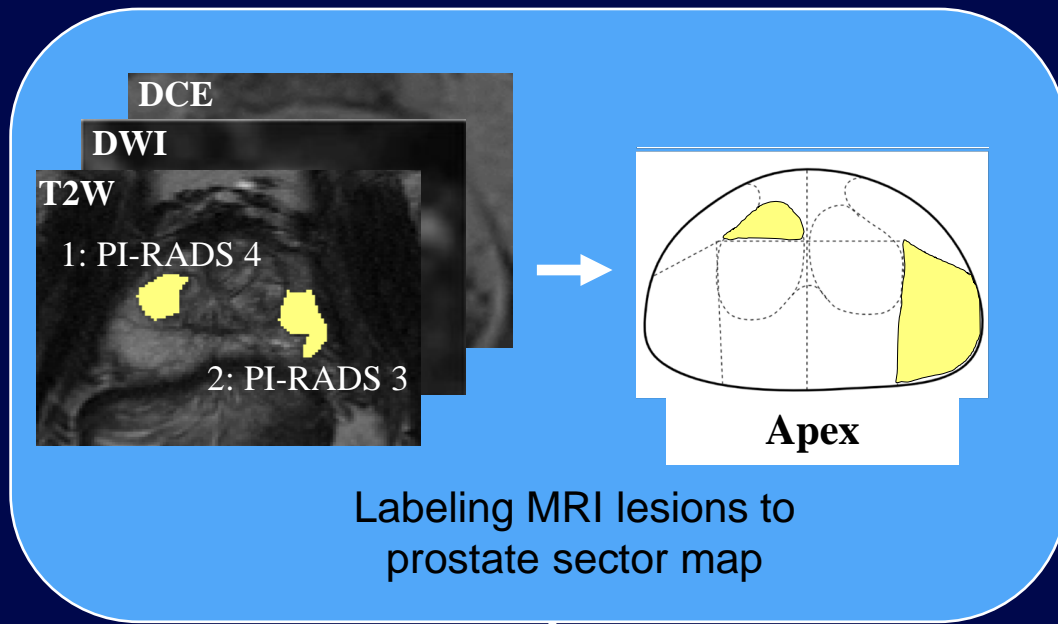 DCE
DWI
T2W
1: PI-RADS 4
2: PI-RADS 3
Apex
Labeling MRI lesions to
prostate sector map